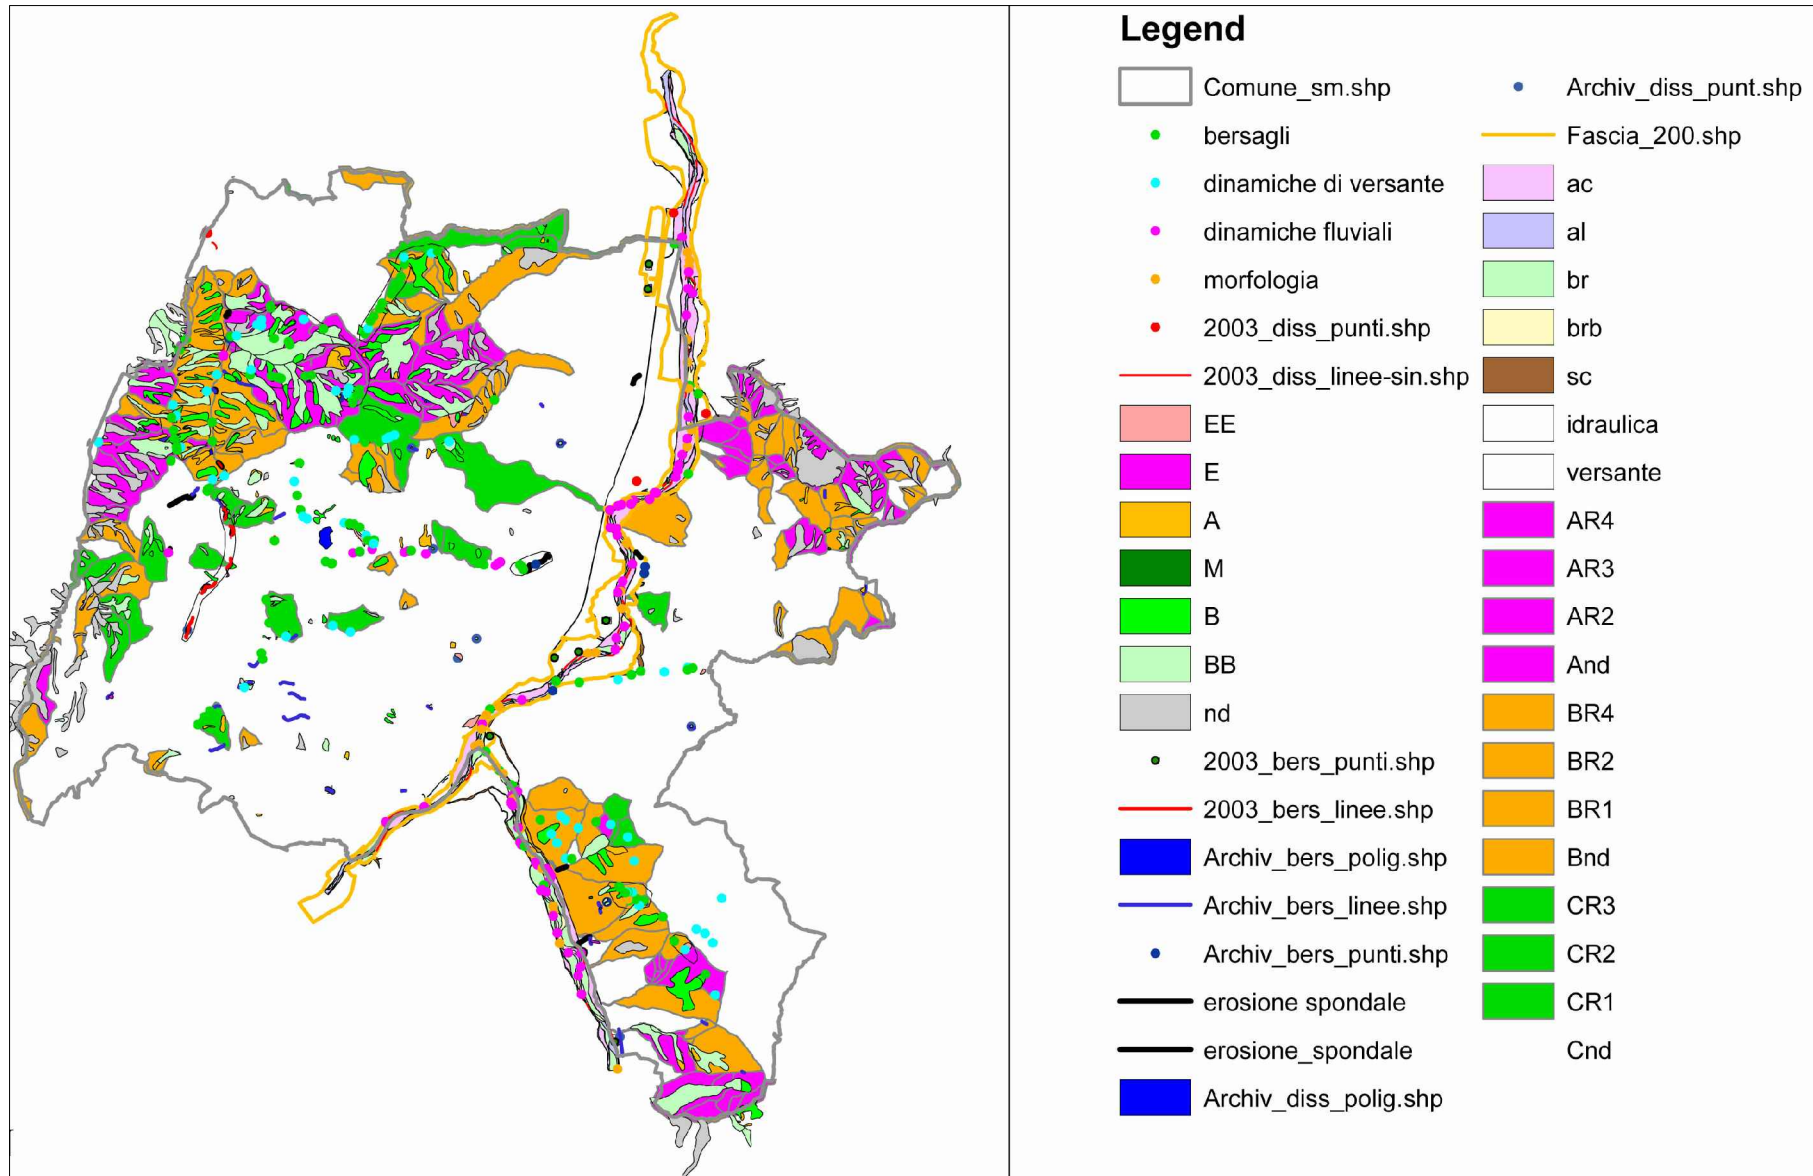 Legend
Comune_sm.shp
bersagli
dinamiche di versante
dinamiche fluviali
morfologia
2003_diss_punti.shp
2003_diss_linee-sin.shp
EE
E
A
M
B
BB
nd
2003_bers_punti.shp
2003_bers_linee.shp
Archiv_bers_polig.shp
Archiv_bers_linee.shp
Archiv_bers_punti.shp
erosione spondale
erosione_spondale
Archiv_diss_polig.shp
Archiv_diss_punt.shp
Fascia_200.shp
ac
al
br
brb
sc
idraulica
versante
AR4
AR3
AR2
And
BR4
BR2
BR1
Bnd
CR3
CR2
CR1
Cnd